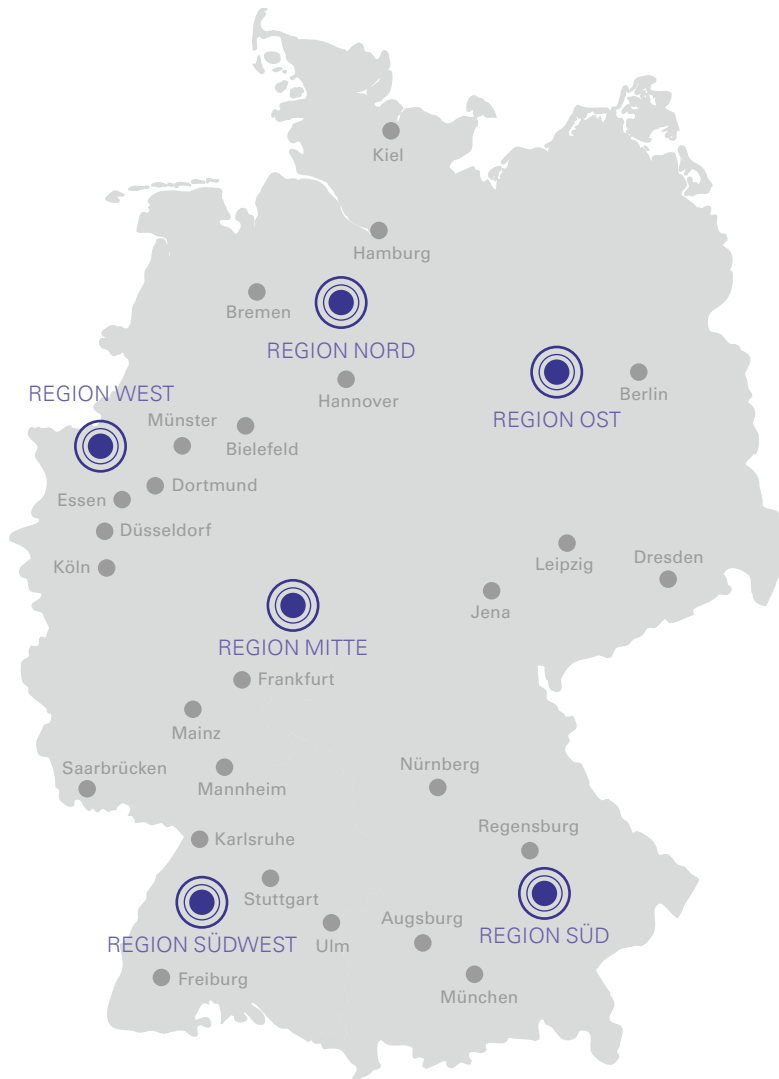 Kiel
Hamburg
Bremen
REGION NORD
Hannover
Berlin
REGION WEST
REGION OST
Münster
Bielefeld
Dortmund
Essen
Düsseldorf
Köln
Leipzig
Dresden
Jena
REGION MITTE
Frankfurt
Mainz
Saarbrücken
Mannheim
Nürnberg
Regensburg
Karlsruhe
Stuttgart
Augsburg
REGION SÜD
REGION SÜDWEST
Ulm
Freiburg
München